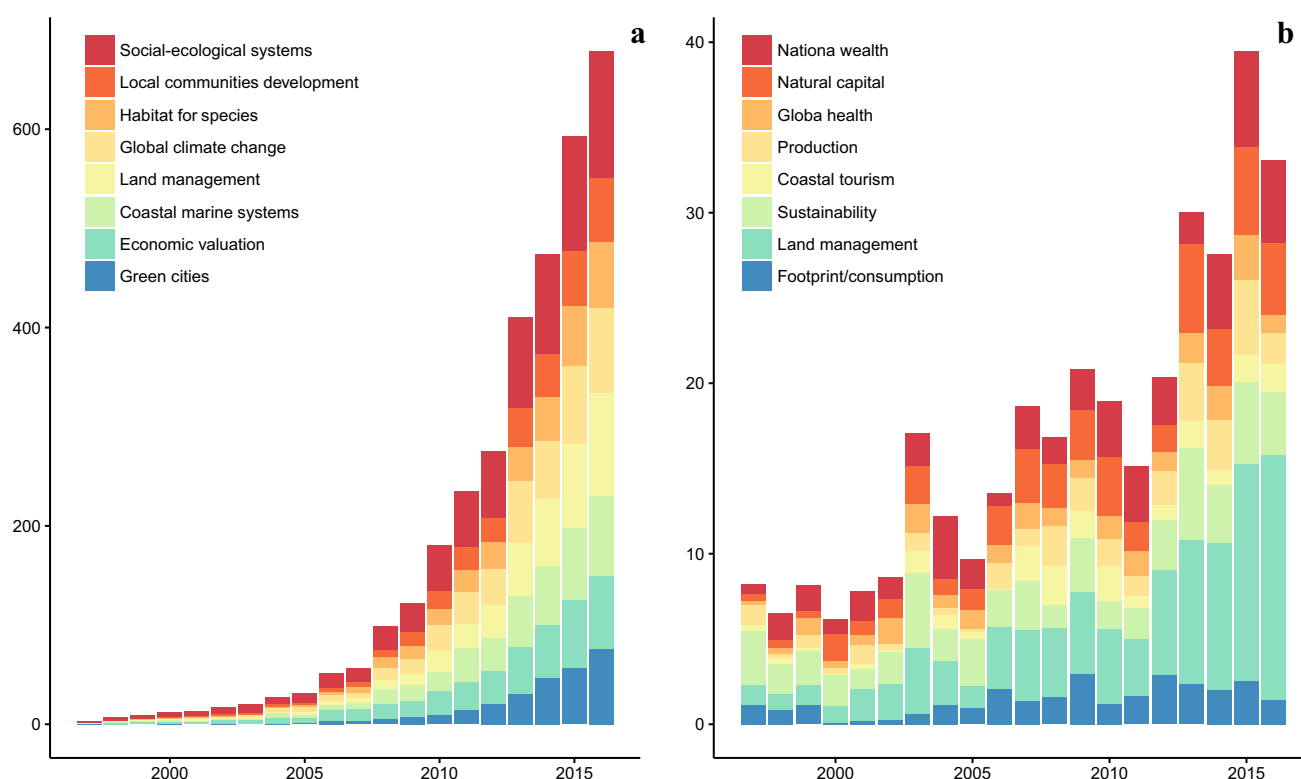 a
Social-ecological systems
Local communities development
Habitat for species
Global climate change
Land management
Coastal marine systems
Economic valuation
Green cities
600
400
200
0
2000 2005 2010 2015
b
Nationa wealth
Natural capital
Globa health
Production
Coastal tourism
Sustainability
Land management
Footprint/consumption
40
30
20
10
0
2000 2005 2010 2015